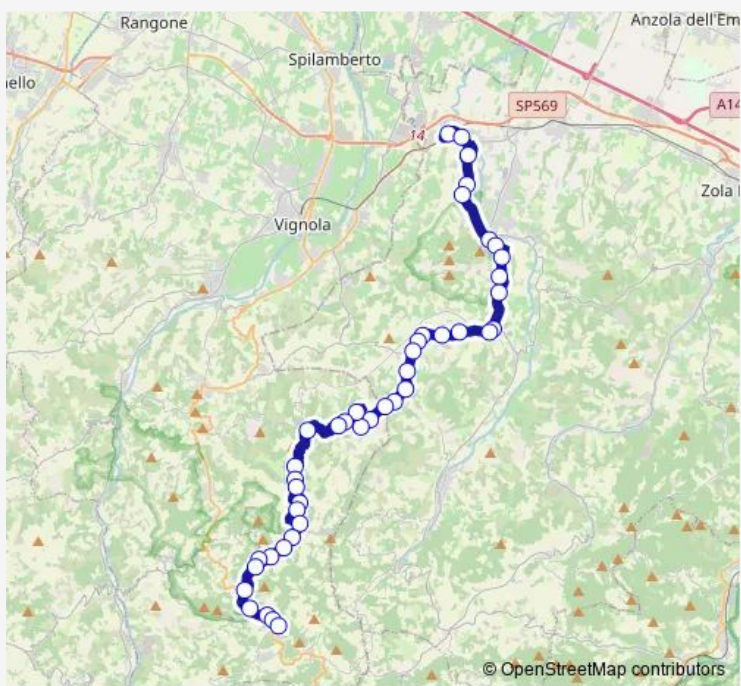 Rangone
Anzola dell'Em
Spilamberto
ello
SP569
A14
14
Zola
Vignola
© OpenStreetMap contributors